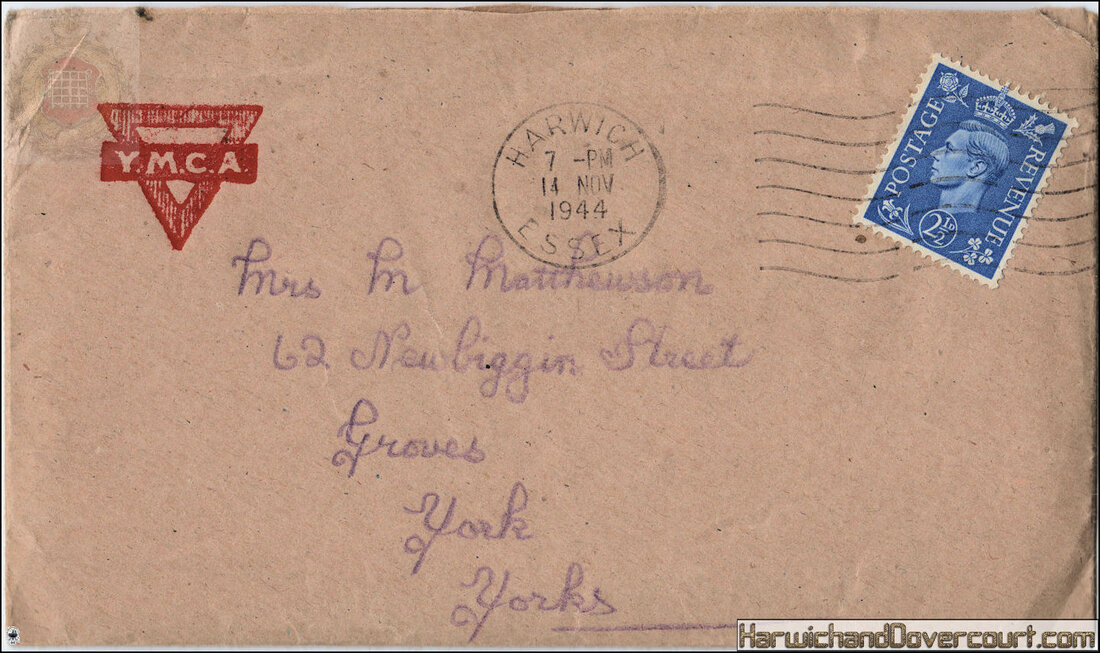 Y.M.C.A.
HARWICH
7 -PM
14 NOV
1944
ESSEX
POSTAGE
REVENUE
2½D
Mrs M Matthewson
62 Newbiggin Street
Groves
York
Yorks
HarwichandDovercourt.com